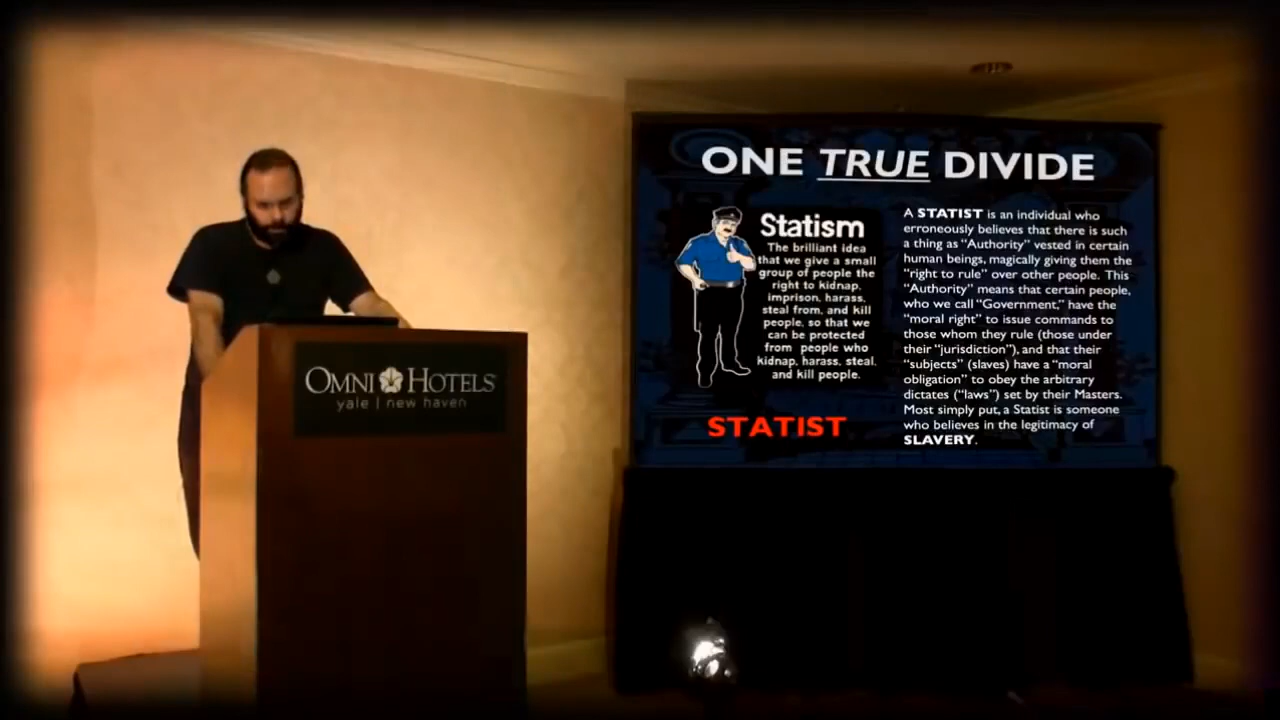 ONE TRUE DIVIDE
Statism
The brilliant idea
that we give a small
group of people the
right to kidnap,
imprison, harass,
steal from, and kill
people, so that we
can be protected
from people who
kidnap, harass, steal,
and kill people.
STATIST
A STATIST is an individual who
erroneously believes that there is such
a thing as “Authority” vested in certain
human beings, magically giving them the
“right to rule” over other people. This
“Authority” means that certain people,
who we call “Government,” have the
“moral right” to issue commands to
those whom they rule (those under
their “jurisdiction”), and that their
“subjects” (slaves) have a “moral
obligation” to obey the arbitrary
dictates (“laws”) set by their Masters.
Most simply put, a Statist is someone
who believes in the legitimacy of
SLAVERY.
OMNI HOTELS
yale | new haven